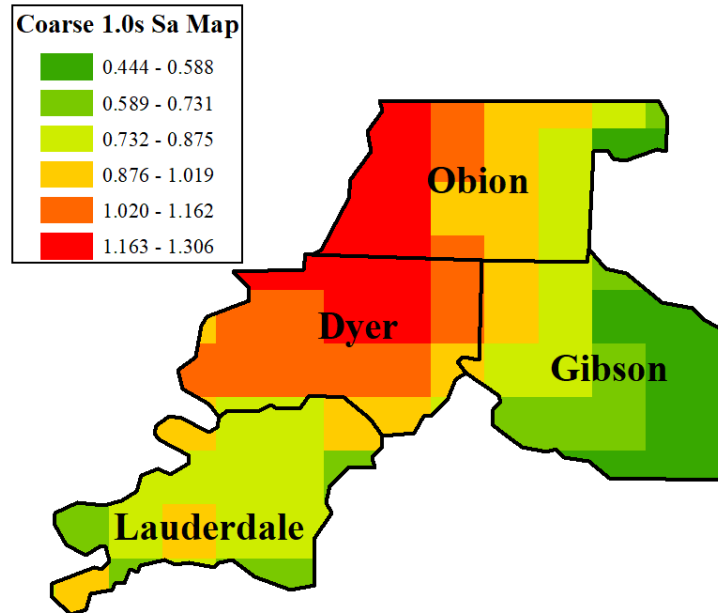 Coarse 1.0s Sa Map
0.444 - 0.588
0.589 - 0.731
0.732 - 0.875
0.876 - 1.019
1.020 - 1.162
1.163 - 1.306
Obion
Dyer
Gibson
Lauderdale